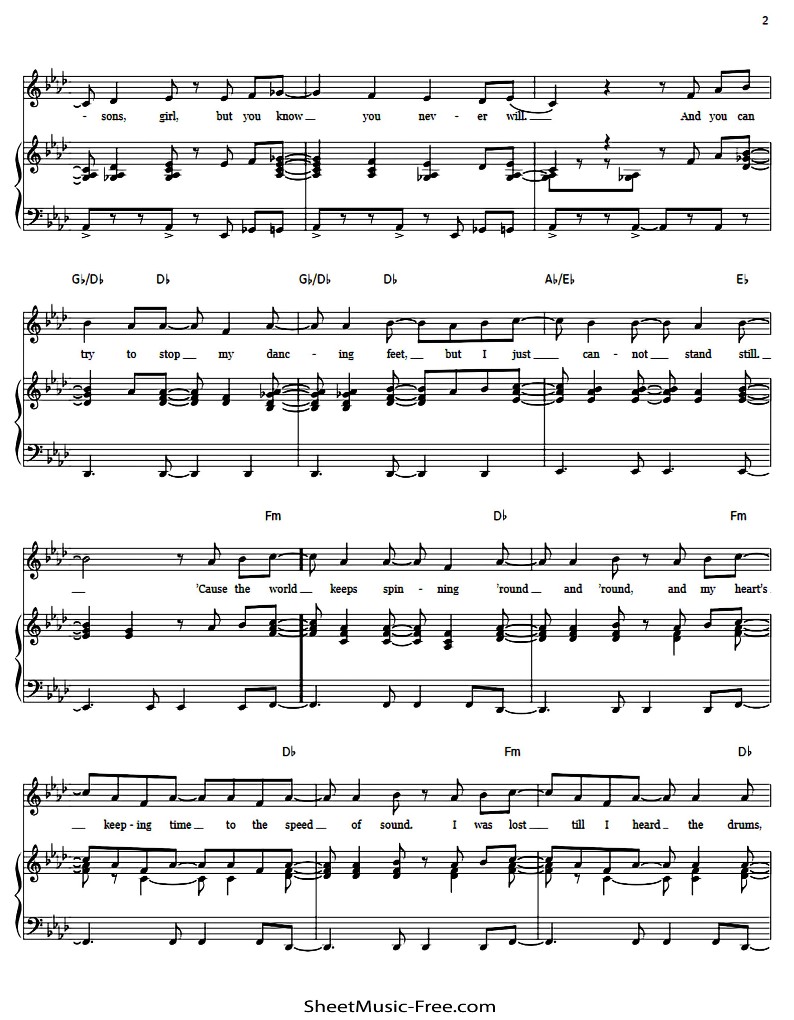 2
- sons, girl, but you know you nev - er will. And you can
G♭/D♭ D♭ G♭/D♭ D♭ A♭/E♭ E♭
try to stop my danc - ing feet, but I just can - not stand still.
Fm D♭ Fm
'Cause the world keeps spin - ning 'round and 'round, and my heart's
D♭ Fm D♭
keep - ing time to the speed of sound. I was lost till I heard the drums,
SheetMusic-Free.com